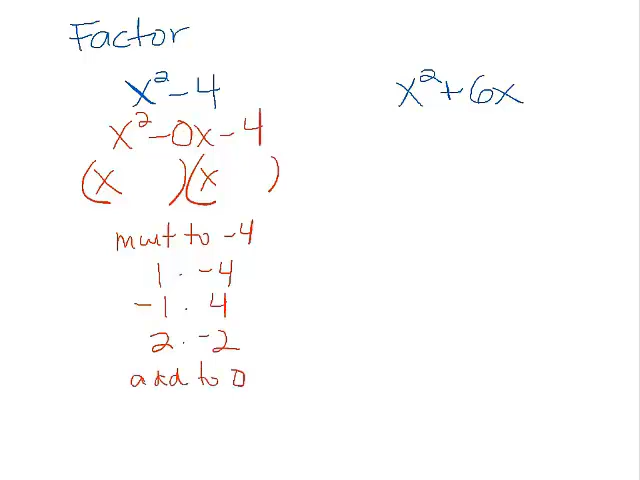 Factor
x² - 4
x² - 0x - 4
(x  )(x  )
mult to -4
1 · -4
-1 · 4
2 · -2
add to 0
x² + 6x